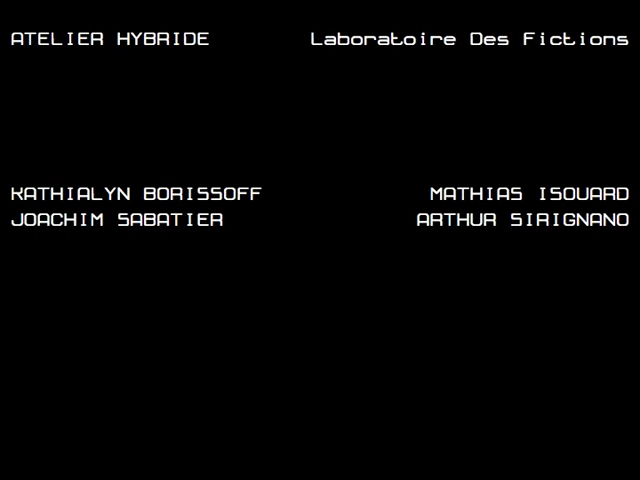 ATELIER HYBRIDE Laboratoire Des Fictions
KATHIALYN BORISSOFF MATHIAS ISOUARD
JOACHIM SABATIER ARTHUR SIRIGNANO